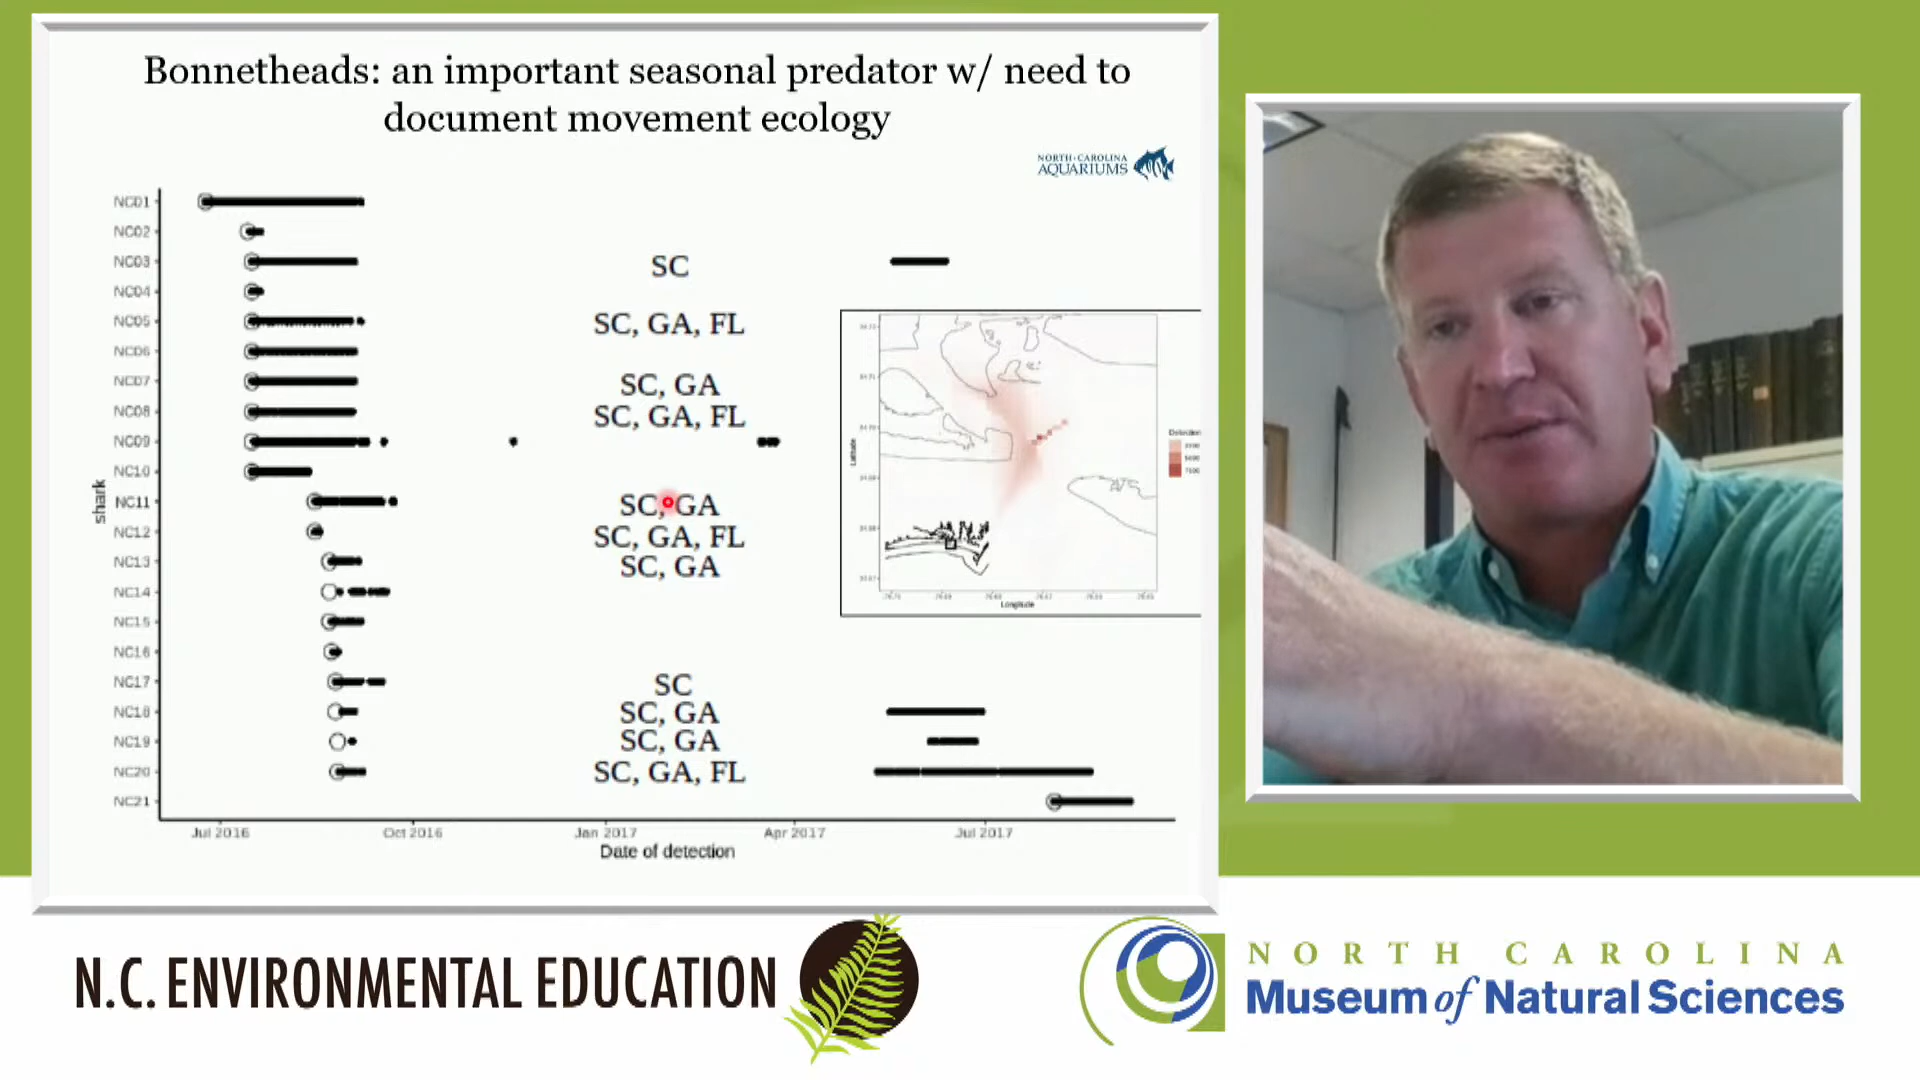 Bonnetheads: an important seasonal predator w/ need to
document movement ecology
NORTH CAROLINA
AQUARIUMS
NC01
NC02
NC03
SC
NC04
NC05
SC, GA, FL
NC06
NC07
SC, GA
NC08
SC, GA, FL
NC09
NC10
NC11
SC, GA
NC12
SC, GA, FL
NC13
SC, GA
NC14
NC15
NC16
NC17
SC
NC18
SC, GA
NC19
SC, GA
NC20
SC, GA, FL
NC21
shark
Jul 2016
Oct 2016
Jan 2017
Apr 2017
Jul 2017
Date of detection
Latitude
Longitude
N.C. ENVIRONMENTAL EDUCATION
NORTH CAROLINA
Museum of Natural Sciences